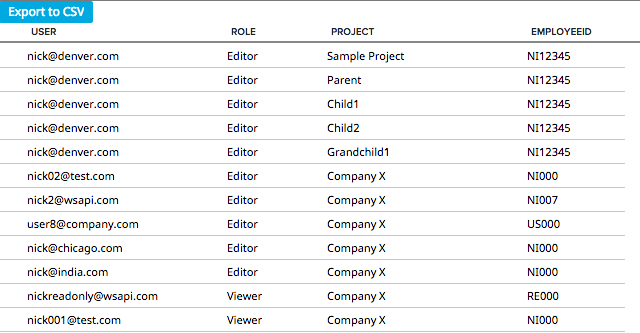 Export to CSV
USER ROLE PROJECT EMPLOYEEID
nick@denver.com Editor Sample Project NI12345
nick@denver.com Editor Parent NI12345
nick@denver.com Editor Child1 NI12345
nick@denver.com Editor Child2 NI12345
nick@denver.com Editor Grandchild1 NI12345
nick02@test.com Editor Company X NI000
nick2@wsapi.com Editor Company X NI007
user8@company.com Editor Company X US000
nick@chicago.com Editor Company X NI000
nick@india.com Editor Company X NI000
nickreadonly@wsapi.com Viewer Company X RE000
nick001@test.com Viewer Company X NI000